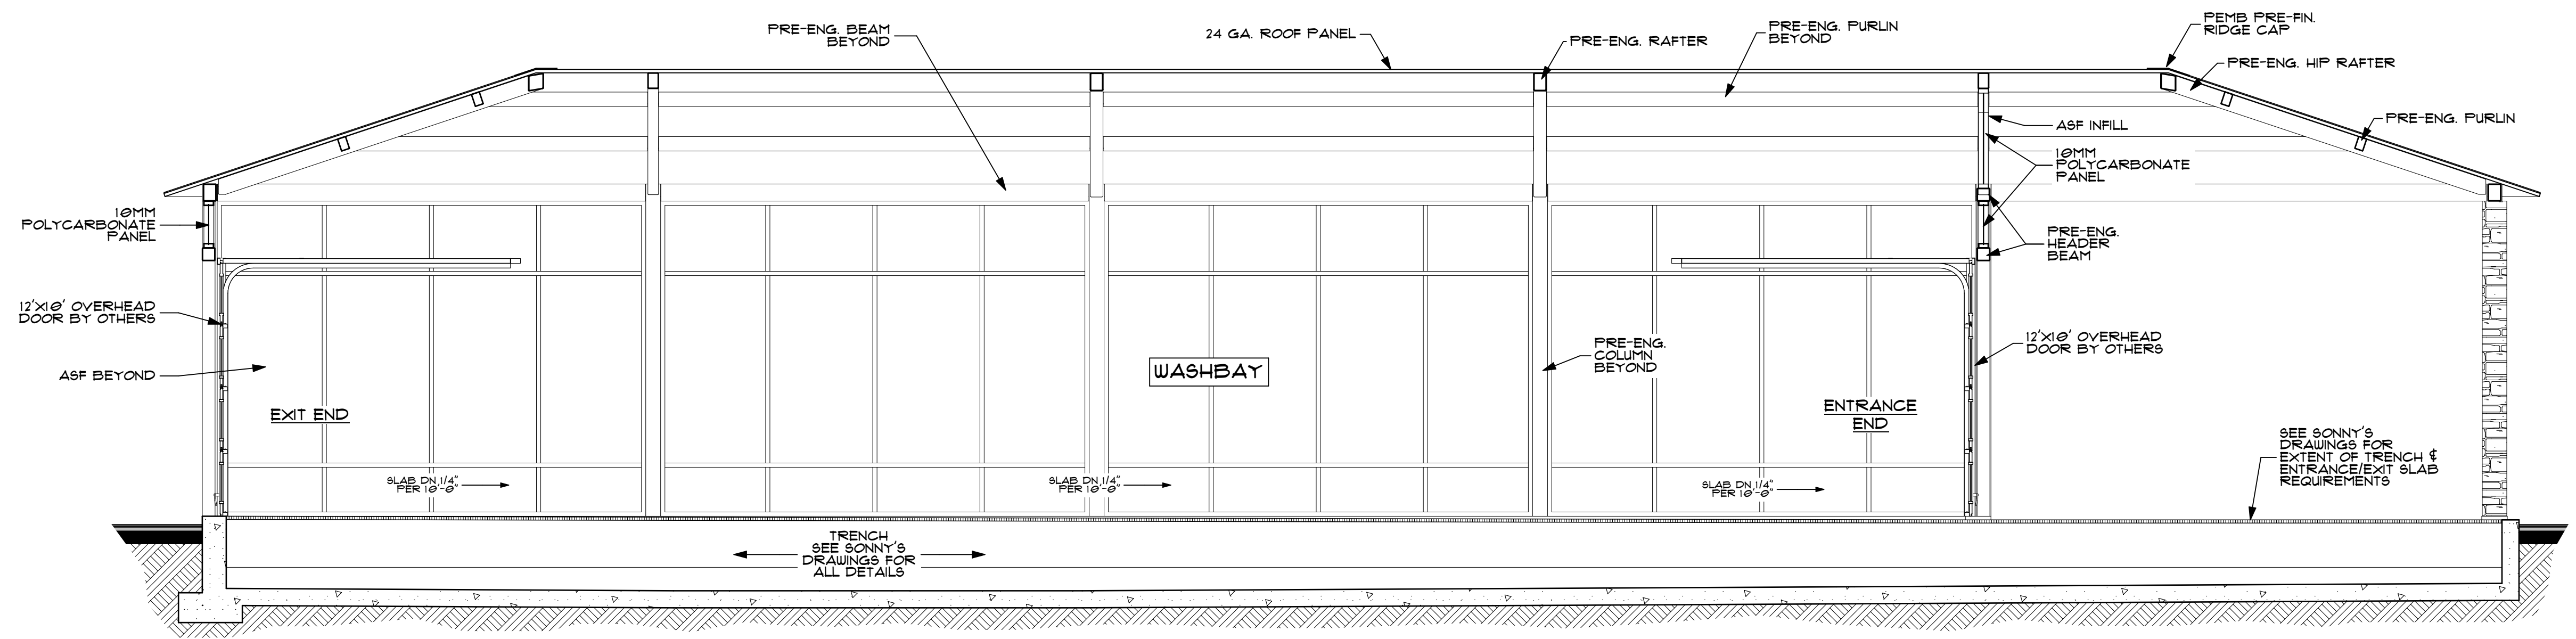 PRE-ENG. BEAM
BEYOND
24 GA. ROOF PANEL
PRE-ENG. RAFTER
PRE-ENG. PURLIN
BEYOND
PEMB PRE-FIN.
RIDGE CAP
PRE-ENG. HIP RAFTER
PRE-ENG. PURLIN
ASF INFILL
10MM
POLYCARBONATE
PANEL
10MM
POLYCARBONATE
PANEL
PRE-ENG.
HEADER
BEAM
12'X10' OVERHEAD
DOOR BY OTHERS
ASF BEYOND
EXIT END
WASHBAY
PRE-ENG.
COLUMN
BEYOND
12'X10' OVERHEAD
DOOR BY OTHERS
ENTRANCE
END
SEE SONNY'S
DRAWINGS FOR
EXTENT OF TRENCH &
ENTRANCE/EXIT SLAB
REQUIREMENTS
SLAB DN 1/4"
PER 10'-0"
SLAB DN 1/4"
PER 10'-0"
SLAB DN 1/4"
PER 10'-0"
TRENCH
SEE SONNY'S
DRAWINGS FOR
ALL DETAILS